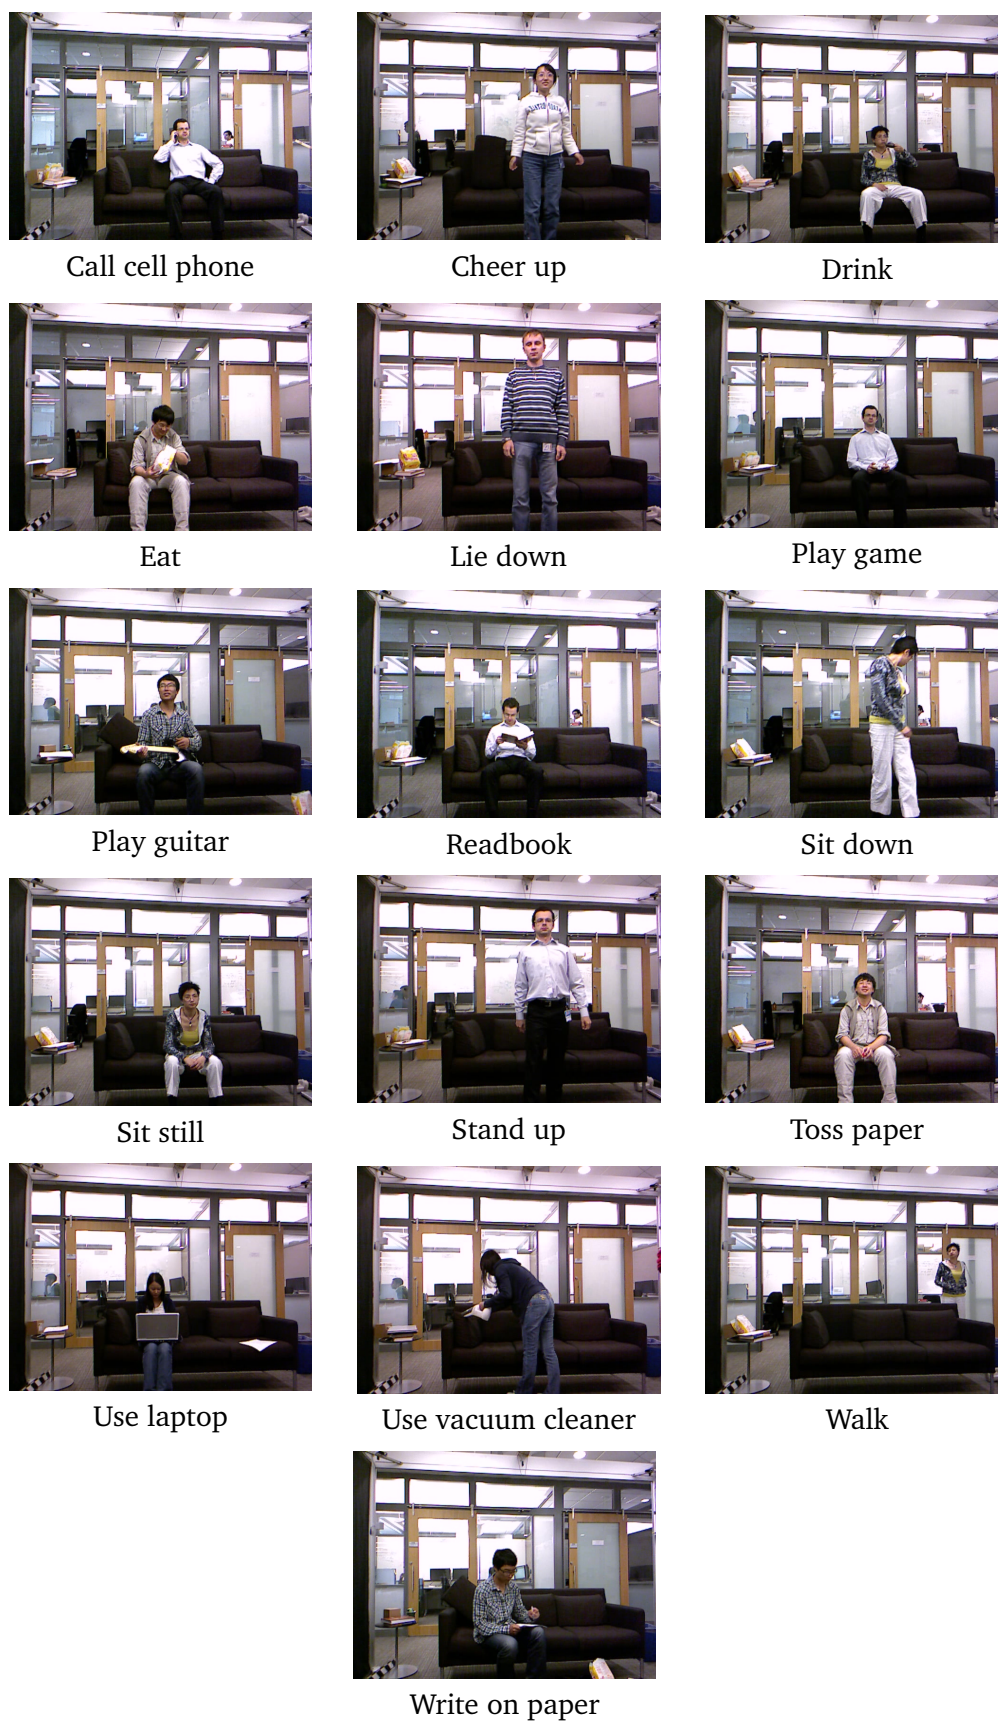 Call cell phone
Cheer up
Drink
Eat
Lie down
Play game
Play guitar
Readbook
Sit down
Sit still
Stand up
Toss paper
Use laptop
Use vacuum cleaner
Walk
Write on paper